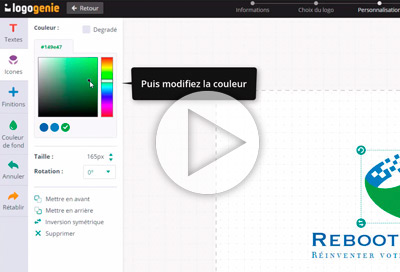 logogenie
Retour
Informations
Choix du logo
Personnalisation
Textes
Icones
Finitions
Couleur de fond
Annuler
Rétablir
Couleur :
Degradé
#149e47
Puis modifiez la couleur
Taille :
165px
Rotation :
0°
Mettre en avant
Mettre en arrière
Inversion symétrique
Supprimer
REBOOT
RÉINVENTER VOT